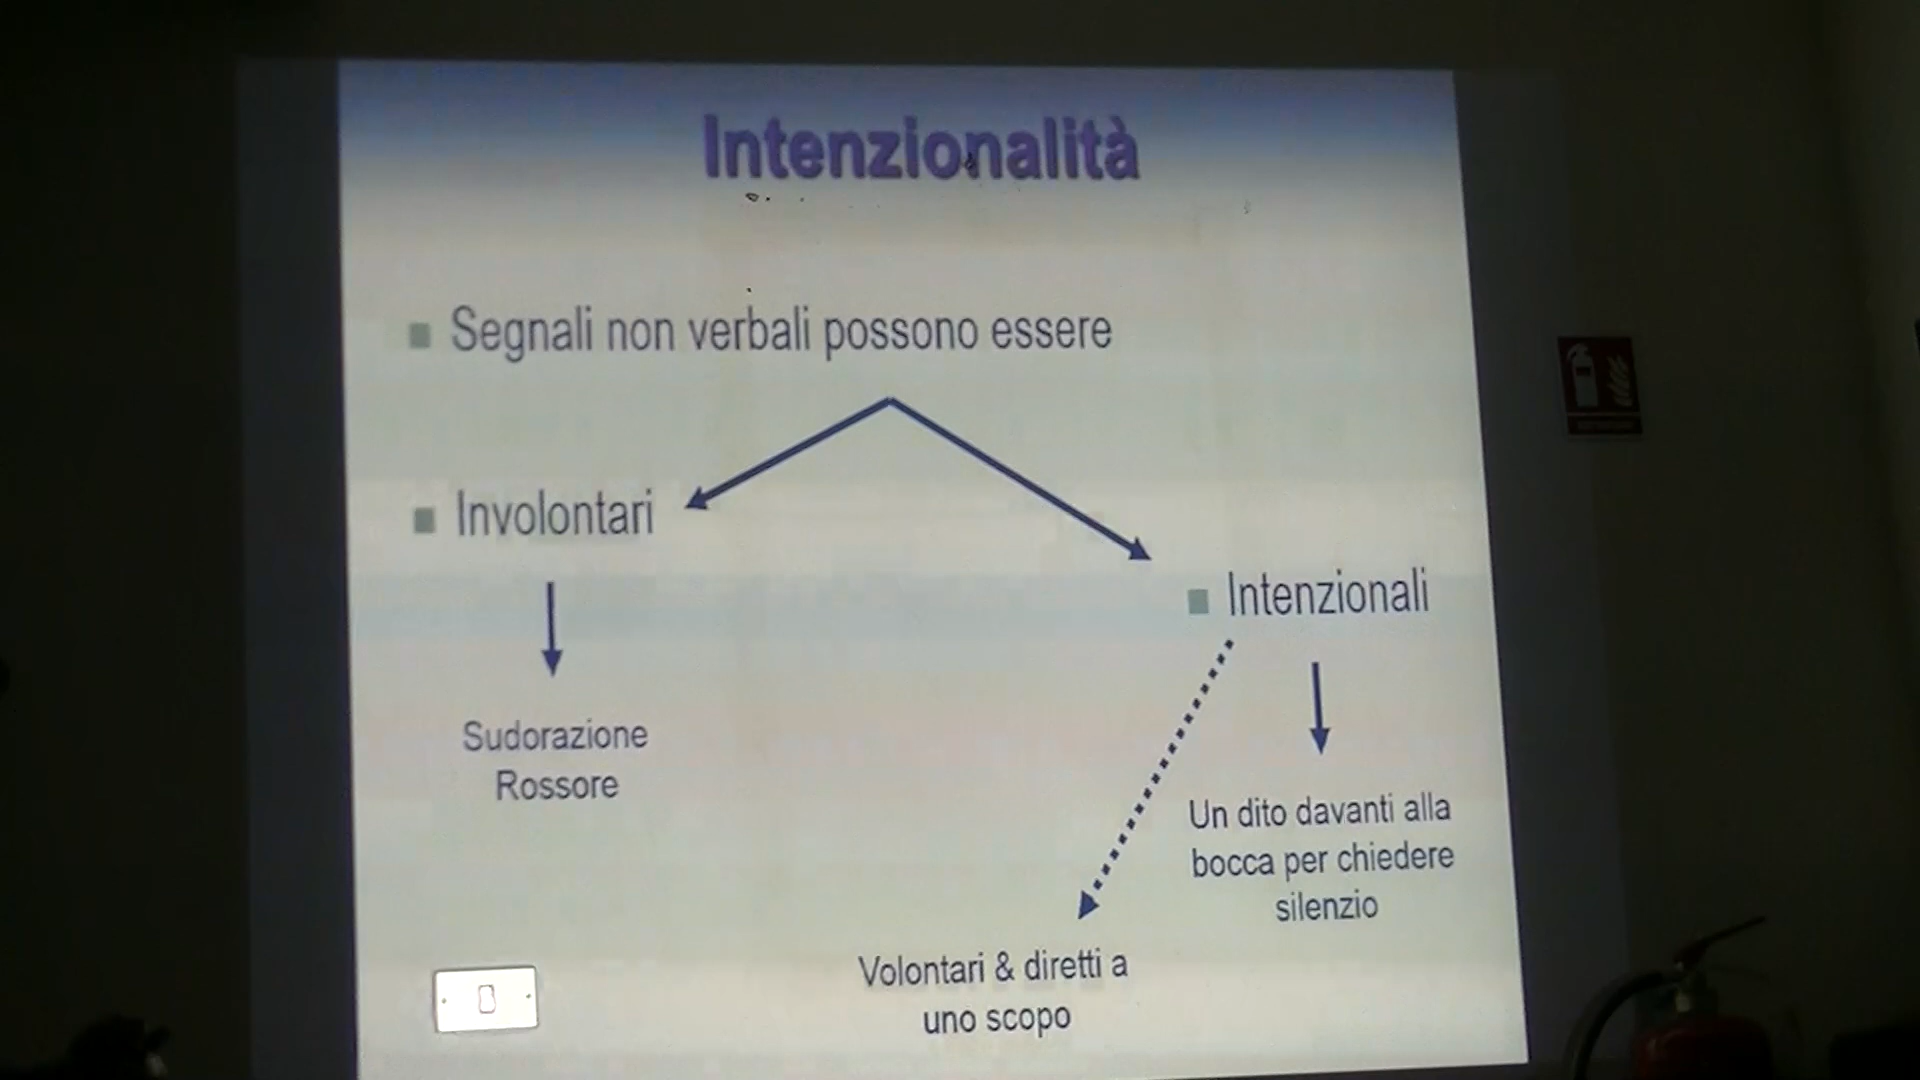 Intenzionalità
Segnali non verbali possono essere
Involontari
Intenzionali
Sudorazione
Rossore
Un dito davanti alla
bocca per chiedere
silenzio
Volontari & diretti a
uno scopo